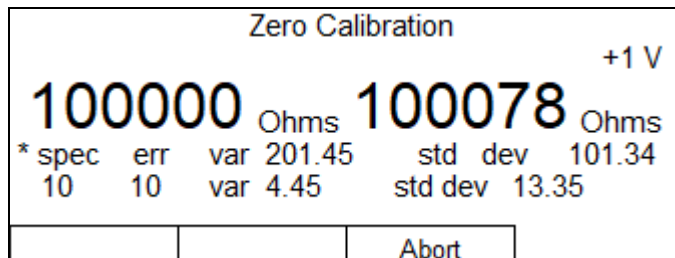 Zero Calibration
+1 V
100000 Ohms 100078 Ohms
* spec err var 201.45 std dev 101.34
10 10 var 4.45 std dev 13.35
Abort